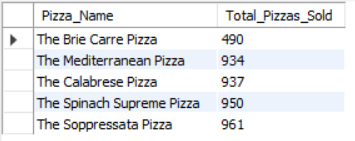 Pizza_Name Total_Pizzas_Sold
The Brie Carre Pizza 490
The Mediterranean Pizza 934
The Calabrese Pizza 937
The Spinach Supreme Pizza 950
The Soppressata Pizza 961